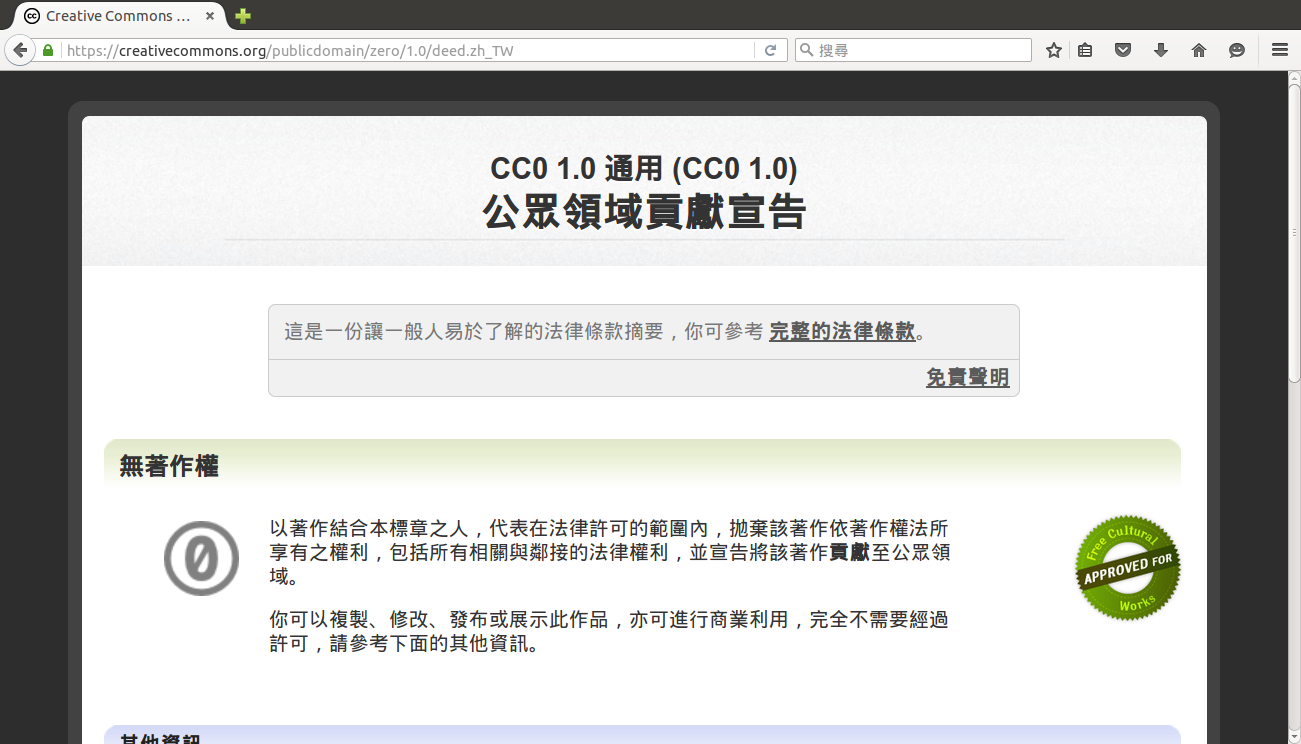 Creative Commons ...
https://creativecommons.org/publicdomain/zero/1.0/deed.zh_TW
搜尋
CC0 1.0 通用 (CC0 1.0)
公眾領域貢獻宣告
這是一份讓一般人易於了解的法律條款摘要，你可參考 完整的法律條款。
免責聲明
無著作權
以著作結合本標章之人，代表在法律許可的範圍內，拋棄該著作依著作權法所
享有之權利，包括所有相關與鄰接的法律權利，並宣告將該著作貢獻至公眾領
域。
Free Cultural
APPROVED FOR
Works
你可以複製、修改、發布或展示此作品，亦可進行商業利用，完全不需要經過
許可，請參考下面的其他資訊。
其他資訊